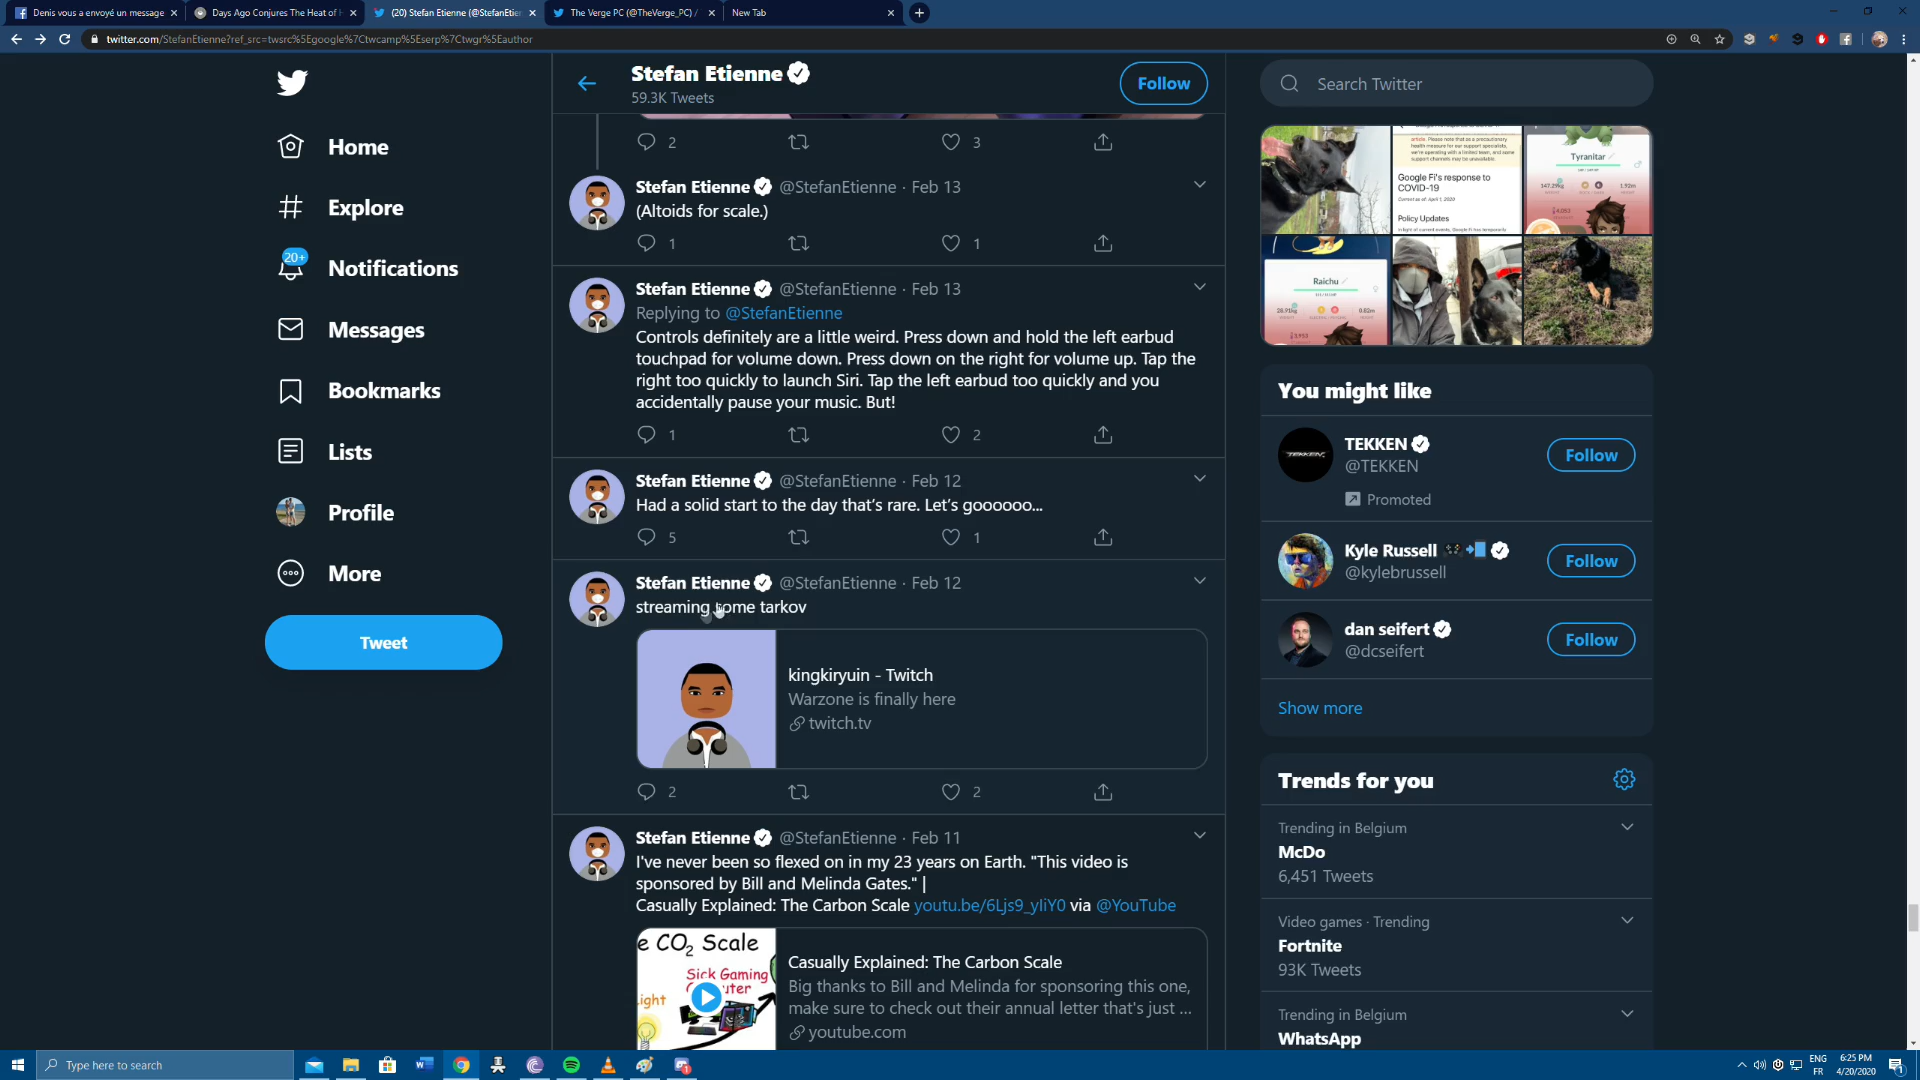 Denis vous a envoyé un message
Days Ago Conjures The Heat of H
(20) Stefan Etienne (@StefanEtien
The Verge PC (@TheVerge_PC) /
New Tab
twitter.com/StefanEtienne?ref_src=twsrc%5Egoogle%7Ctwcamp%5Eserp%7Ctwgr%5Eauthor
Home
Explore
20+
Notifications
Messages
Bookmarks
Lists
Profile
More
Tweet
Stefan Etienne
59.3K Tweets
Follow
2 3
Stefan Etienne @StefanEtienne · Feb 13
(Altoids for scale.)
1 1
Stefan Etienne @StefanEtienne · Feb 13
Replying to @StefanEtienne
Controls definitely are a little weird. Press down and hold the left earbud
touchpad for volume down. Press down on the right for volume up. Tap the
right too quickly to launch Siri. Tap the left earbud too quickly and you
accidentally pause your music. But!
1 2
Stefan Etienne @StefanEtienne · Feb 12
Had a solid start to the day that's rare. Let's goooooo...
5 1
Stefan Etienne @StefanEtienne · Feb 12
streaming some tarkov
kingkiryuin - Twitch
Warzone is finally here
twitch.tv
2 2
Stefan Etienne @StefanEtienne · Feb 11
I've never been so flexed on in my 23 years on Earth. "This video is
sponsored by Bill and Melinda Gates." |
Casually Explained: The Carbon Scale youtu.be/6Ljs9_yIiY0 via @YouTube
e CO2 Scale
Sick Gaming
light
Casually Explained: The Carbon Scale
Big thanks to Bill and Melinda for sponsoring this one,
make sure to check out their annual letter that's just ...
youtube.com
Search Twitter
Google Fi's response to
COVID-19
Policy Updates
Tyranitar
Raichu
You might like
TEKKEN
@TEKKEN
Promoted
Follow
Kyle Russell
@kylebrussell
Follow
dan seifert
@dcseifert
Follow
Show more
Trends for you
Trending in Belgium
McDo
6,451 Tweets
Video games · Trending
Fortnite
93K Tweets
Trending in Belgium
WhatsApp
Type here to search
ENG
FR
6:25 PM
4/20/2020